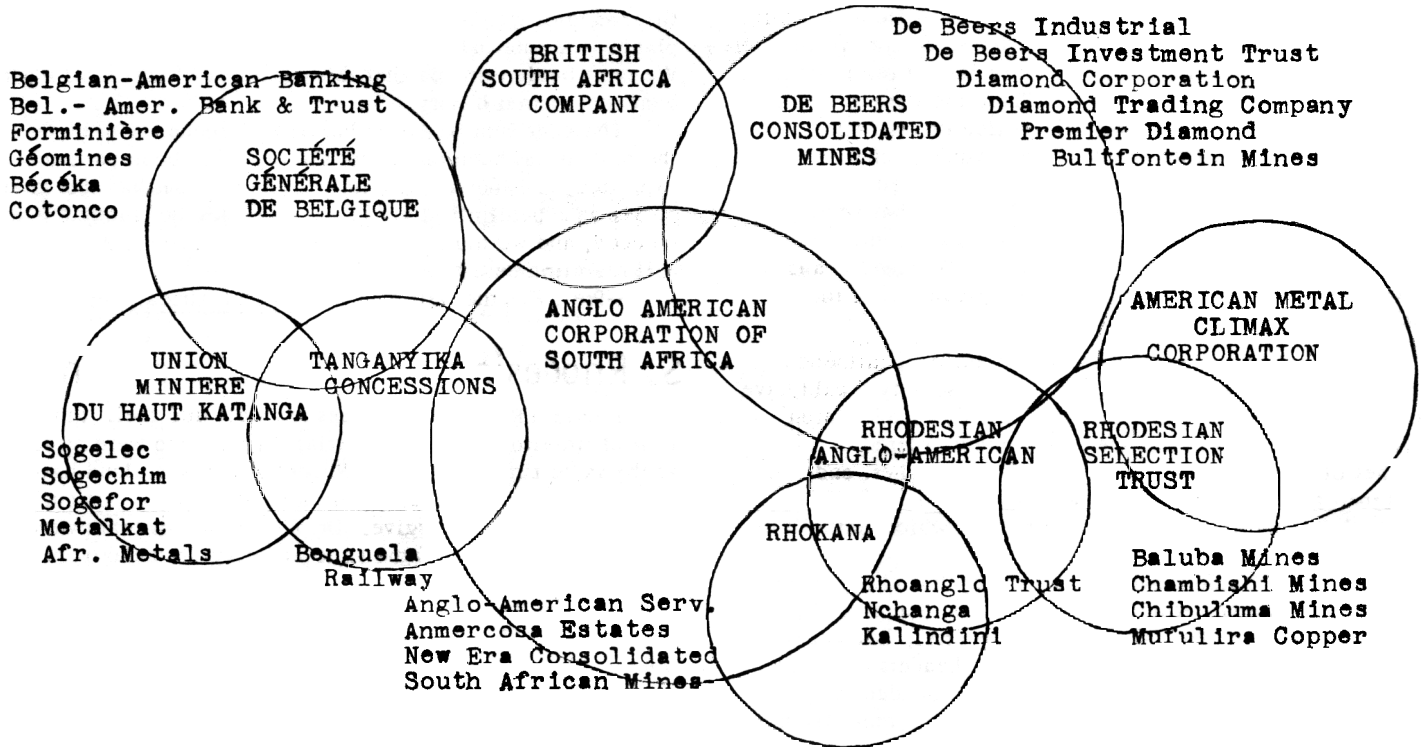 Belgian-American Banking
Bel.- Amer. Bank & Trust
Forminière
Géomines
Bécéka
Cotonco
SOCIÉTÉ
GÉNÉRALE
DE BELGIQUE
BRITISH
SOUTH AFRICA
COMPANY
De Beers Industrial
De Beers Investment Trust
Diamond Corporation
Diamond Trading Company
Premier Diamond
Bultfontein Mines
DE BEERS
CONSOLIDATED
MINES
ANGLO AMERICAN
CORPORATION OF
SOUTH AFRICA
AMERICAN METAL
CLIMAX
CORPORATION
UNION
MINIERE
DU HAUT KATANGA
TANGANYIKA
CONCESSIONS
Sogelec
Sogechim
Sogefor
Metalkat
Afr. Metals
Benguela
Railway
RHODESIAN
ANGLO-AMERICAN
RHODESIAN
SELECTION
TRUST
RHOKANA
Anglo-American Serv.
Anmercosa Estates
New Era Consolidated
South African Mines
Rhoanglo Trust
Nchanga
Kalindini
Baluba Mines
Chambishi Mines
Chibuluma Mines
Mufulira Copper